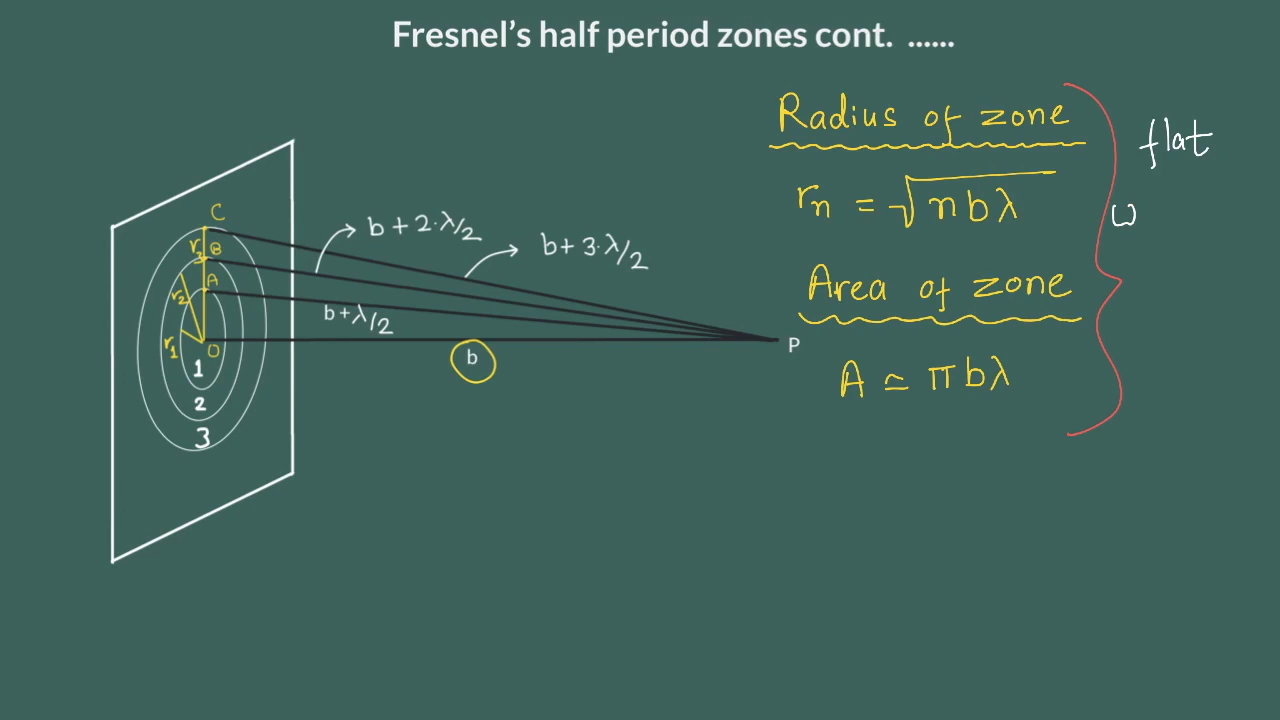 Fresnel's half period zones cont. ......
Radius of zone
flat
rₙ = √nbλ
ω
Area of zone
A ≃ πbλ
C
b + 2·λ/2
b + 3·λ/2
r₃
B
A
r₂
b+λ/2
r₁
O
P
b
1
2
3